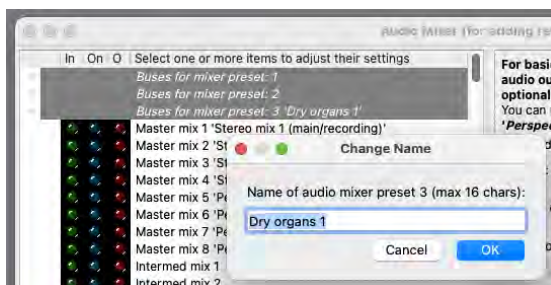 Audio Mixer (for adding re
In On O Select one or more items to adjust their settings
Buses for mixer preset: 1
Buses for mixer preset: 2
Buses for mixer preset: 3 'Dry organs 1'
Master mix 1 'Stereo mix 1 (main/recording)'
Master mix 2 'St
Master mix 3 'S
Master mix 4 'S
Master mix 5 'Pe
Master mix 6 'P
Master mix 7 'Pe
Master mix 8 'Pe
Intermed mix 1
Intermed mix 2
For basi
audio ou
optional
You can
'Perspe
Change Name
Name of audio mixer preset 3 (max 16 chars):
Dry organs 1
Cancel OK